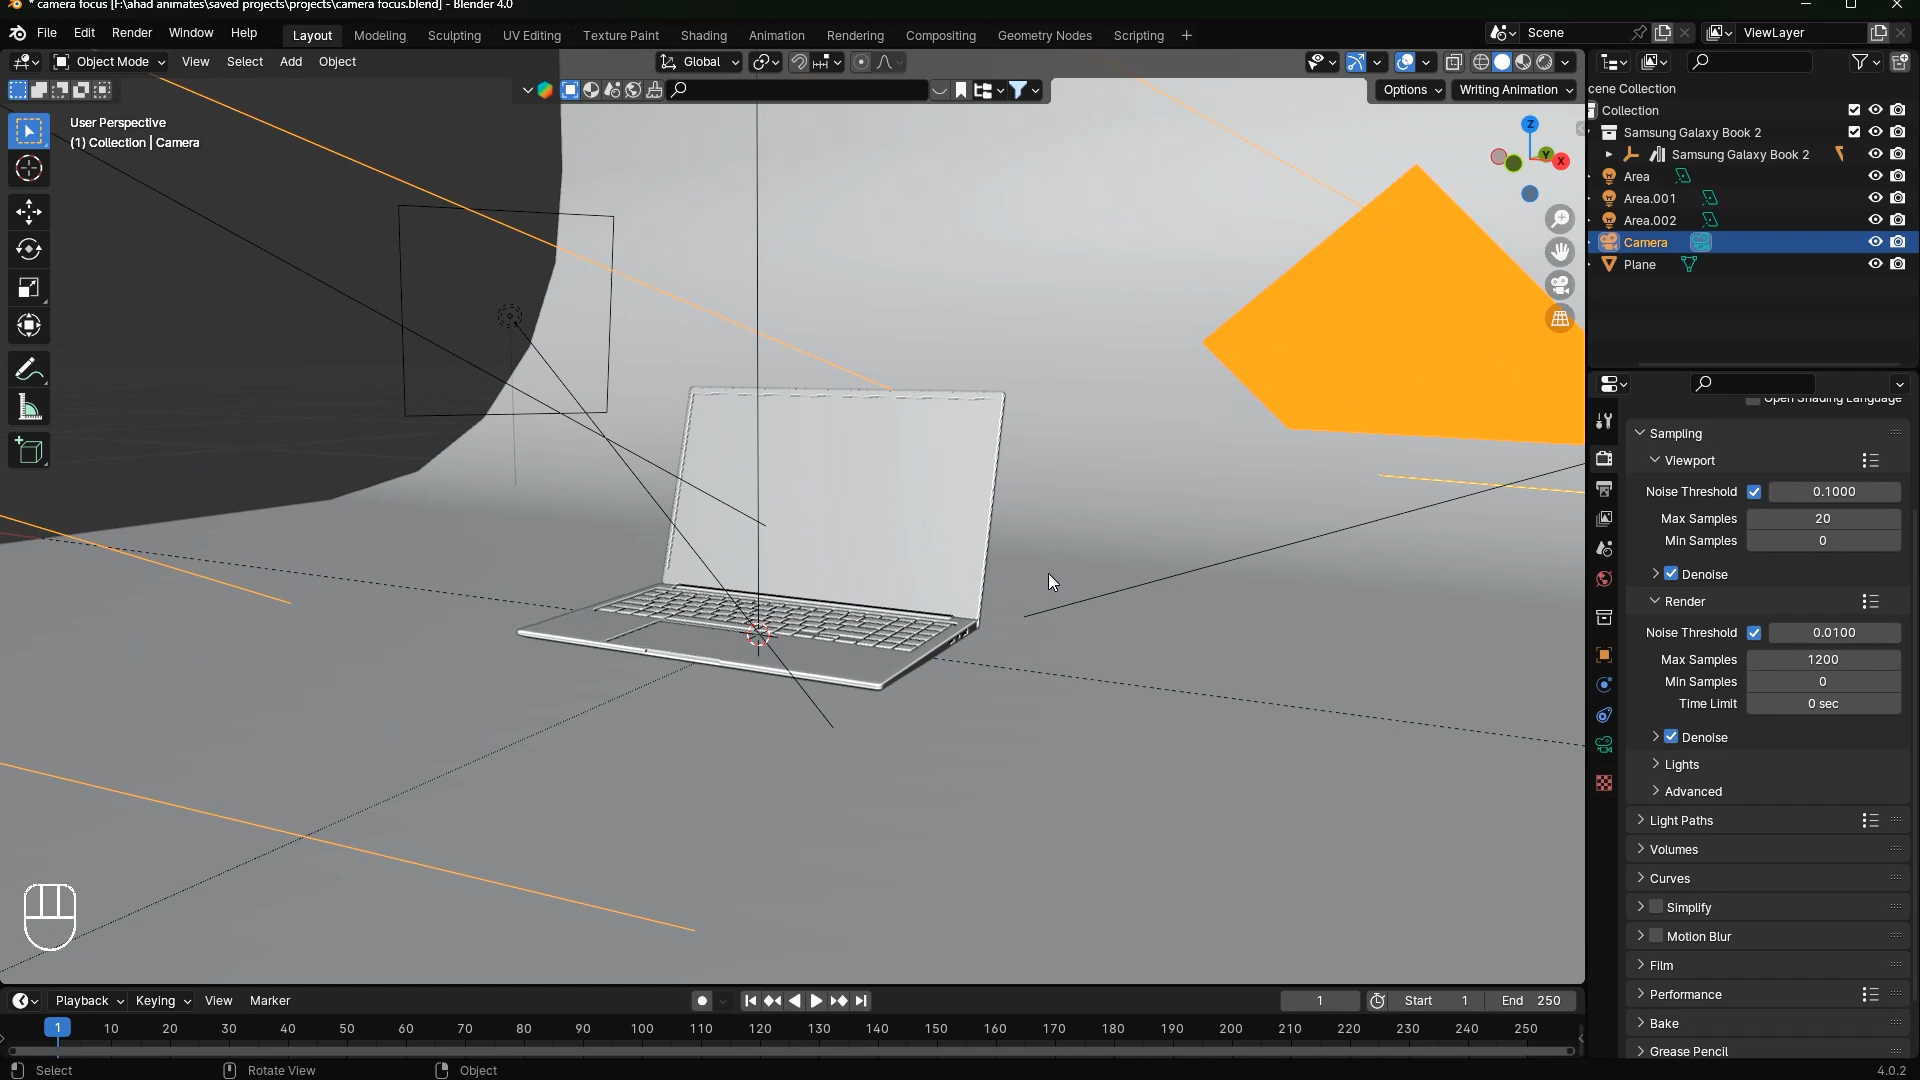 * camera focus [F:\ahad animates\saved projects\projects\camera focus.blend] - Blender 4.0
File Edit Render Window Help Layout Modeling Sculpting UV Editing Texture Paint Shading Animation Rendering Compositing Geometry Nodes Scripting + Scene ViewLayer
Object Mode View Select Add Object Global
Options Writing Animation
User Perspective
(1) Collection | Camera
Z
Y
X
cene Collection
Collection
Samsung Galaxy Book 2
Samsung Galaxy Book 2
Area
Area.001
Area.002
Camera
Plane
Open Shading Language
Sampling
Viewport
Noise Threshold 0.1000
Max Samples 20
Min Samples 0
Denoise
Render
Noise Threshold 0.0100
Max Samples 1200
Min Samples 0
Time Limit 0 sec
Denoise
Lights
Advanced
Light Paths
Volumes
Curves
Simplify
Motion Blur
Film
Performance
Bake
Grease Pencil
Playback Keying View Marker 1 Start 1 End 250
1 10 20 30 40 50 60 70 80 90 100 110 120 130 140 150 160 170 180 190 200 210 220 230 240 250
Select Rotate View Object 4.0.2